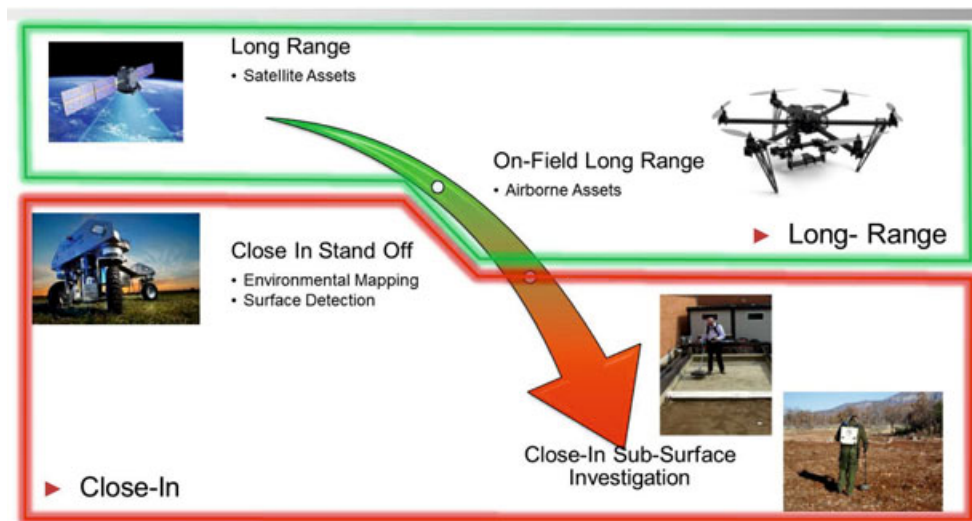 Long Range
• Satellite Assets
On-Field Long Range
• Airborne Assets
► Long- Range
Close In Stand Off
• Environmental Mapping
• Surface Detection
Close-In Sub-Surface
Investigation
► Close-In